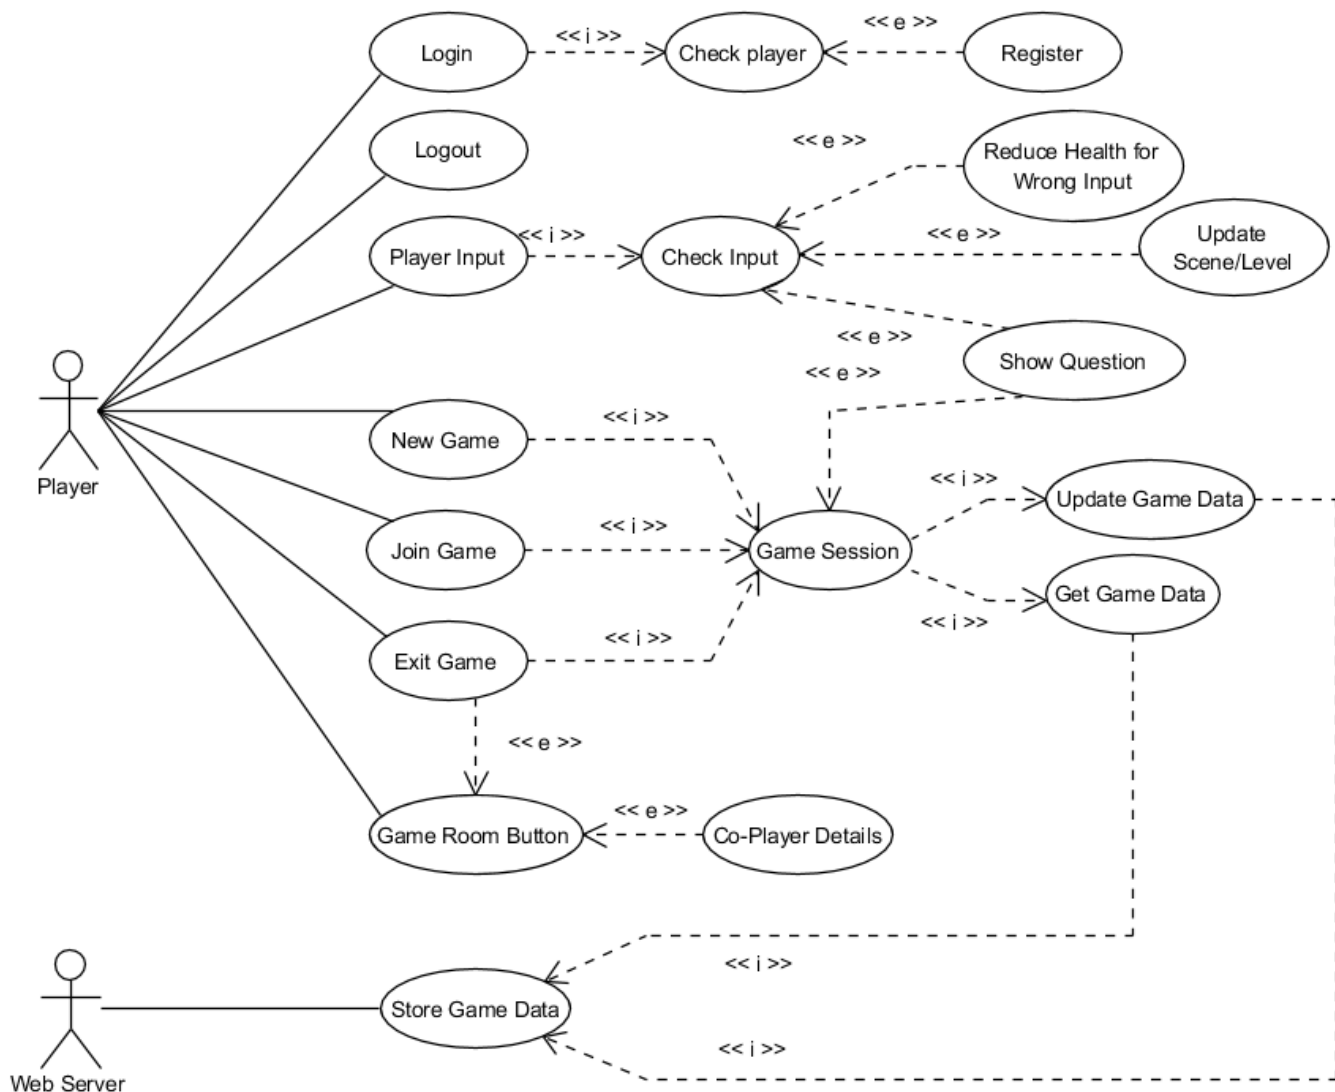 << i >>
<< e >>
Login
Check player
Register
Logout
<< e >>
Reduce Health for
Wrong Input
<< i >>
<< e >>
Player Input
Check Input
Update
Scene/Level
<< e >>
Show Question
<< e >>
Player
New Game
<< i >>
<< i >>
Update Game Data
Join Game
<< i >>
Game Session
Get Game Data
<< i >>
Exit Game
<< i >>
<< e >>
Game Room Button
<< e >>
Co-Player Details
<< i >>
Store Game Data
<< i >>
Web Server